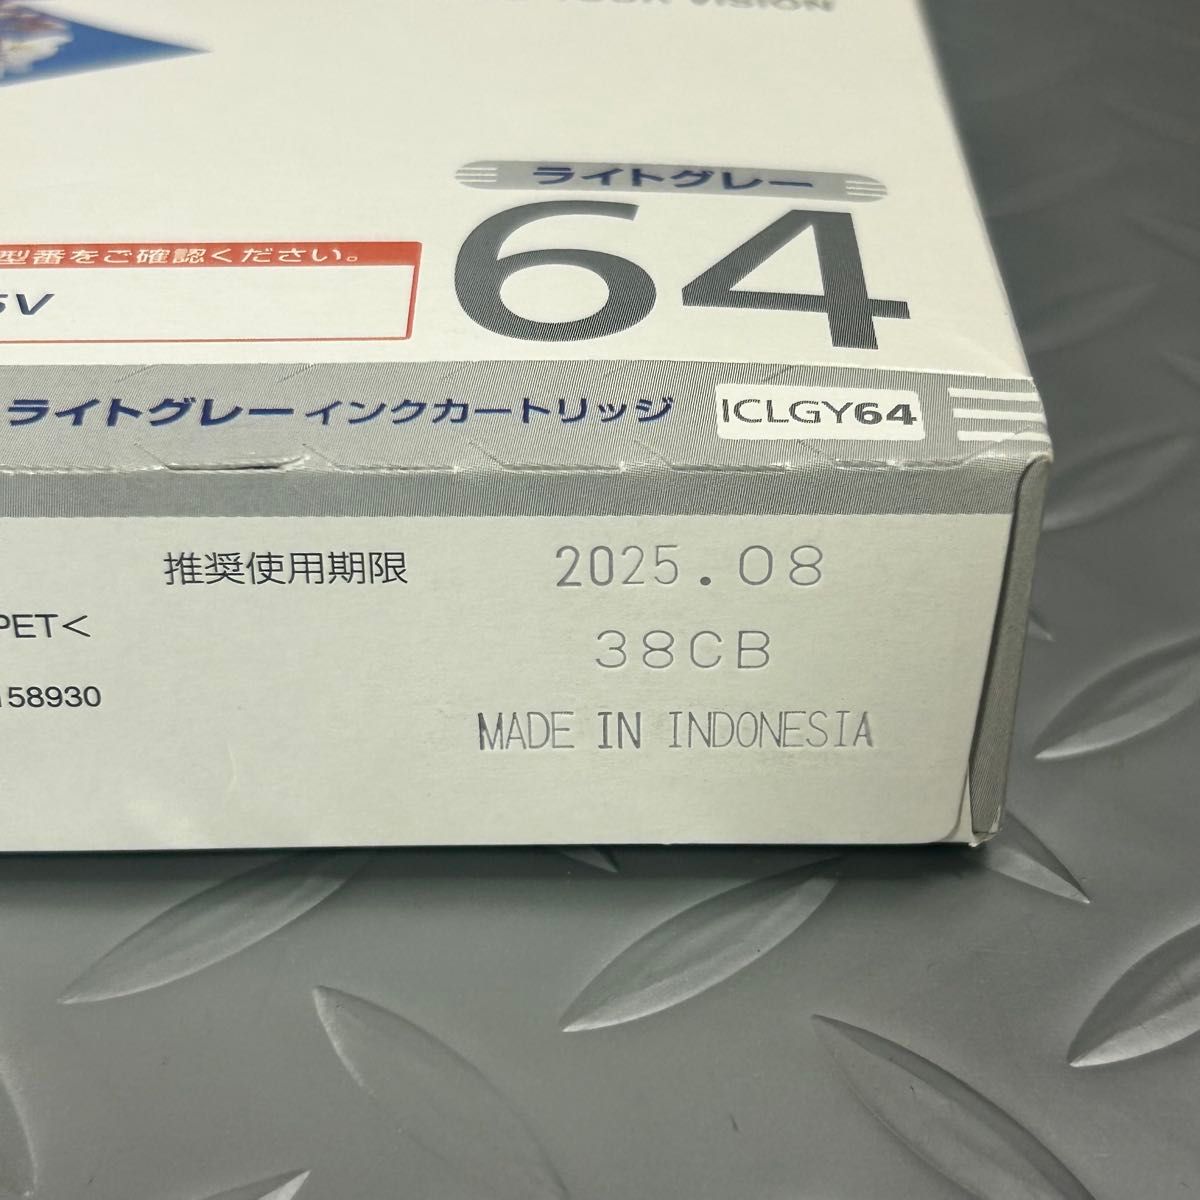 VISION
ライトグレー
64
型番をご確認ください。
5V
ライトグレーインクカートリッジ ICLGY64
推奨使用期限 2025.08
PET<
38CB
158930
MADE IN INDONESIA